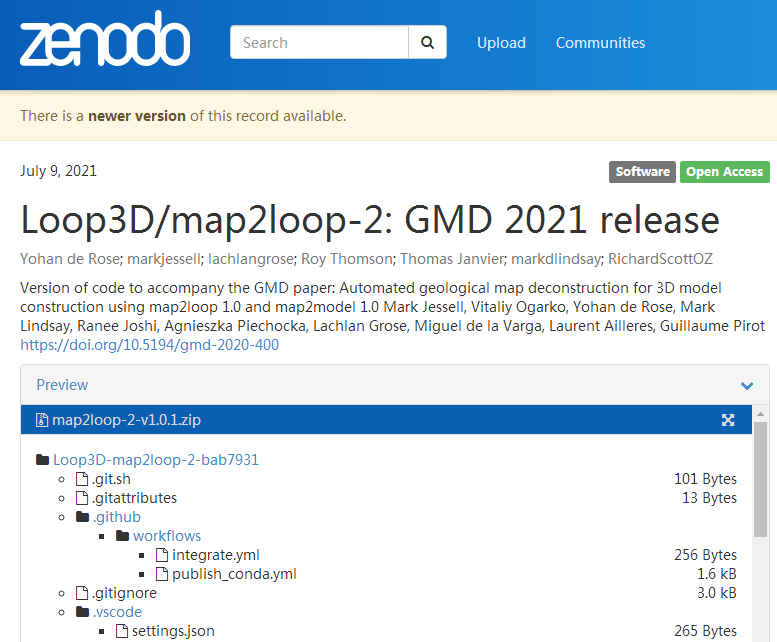 zenodo
Search
Upload
Communities
There is a newer version of this record available.
July 9, 2021
Software
Open Access
Loop3D/map2loop-2: GMD 2021 release
Yohan de Rose; markjessell; lachlangrose; Roy Thomson; Thomas Janvier; markdlindsay; RichardScottOZ
Version of code to accompany the GMD paper: Automated geological map deconstruction for 3D model
construction using map2loop 1.0 and map2model 1.0 Mark Jessell, Vitaliy Ogarko, Yohan de Rose, Mark
Lindsay, Ranee Joshi, Agnieszka Piechocka, Lachlan Grose, Miguel de la Varga, Laurent Ailleres, Guillaume Pirot
https://doi.org/10.5194/gmd-2020-400
Preview
map2loop-2-v1.0.1.zip
Loop3D-map2loop-2-bab7931
.git.sh 101 Bytes
.gitattributes 13 Bytes
.github
workflows
integrate.yml 256 Bytes
publish_conda.yml 1.6 kB
.gitignore 3.0 kB
.vscode
settings.json 265 Bytes